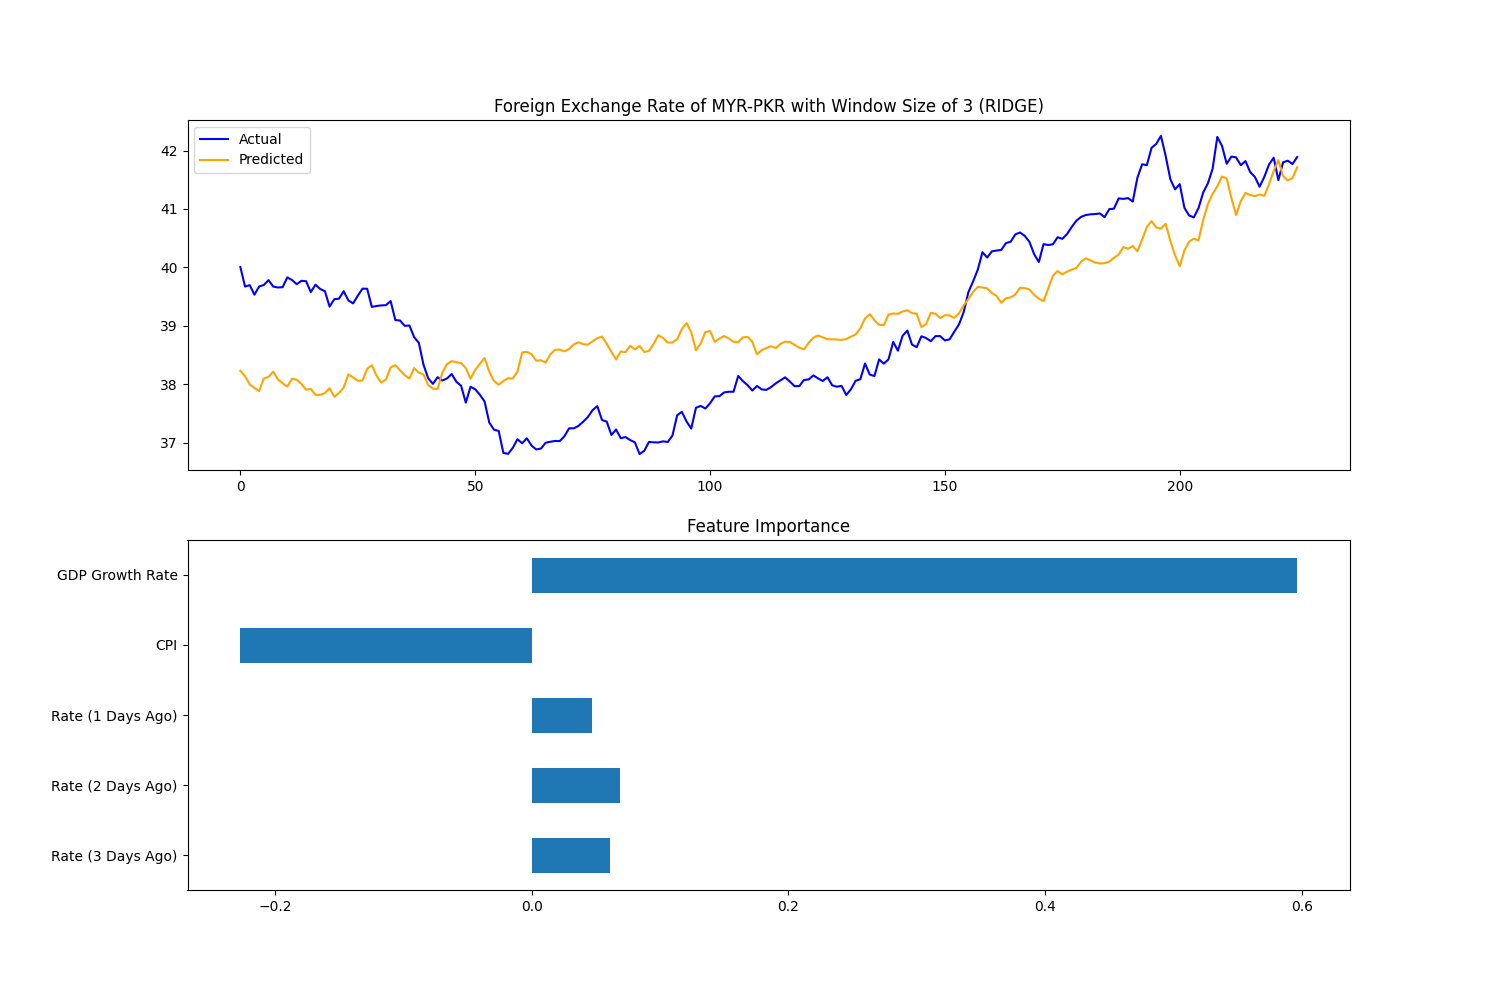 Foreign Exchange Rate of MYR-PKR with Window Size of 3 (RIDGE)
Actual
Predicted
42
41
40
39
38
37
0
50
100
150
200
Feature Importance
GDP Growth Rate
CPI
Rate (1 Days Ago)
Rate (2 Days Ago)
Rate (3 Days Ago)
−0.2
0.0
0.2
0.4
0.6